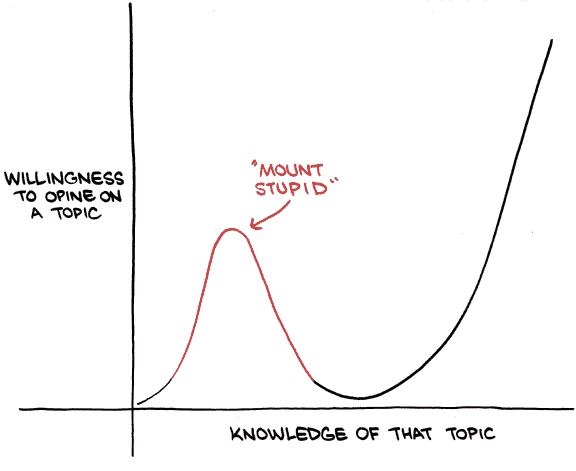 "MOUNT
STUPID"
WILLINGNESS
TO OPINE ON
A TOPIC
KNOWLEDGE OF THAT TOPIC